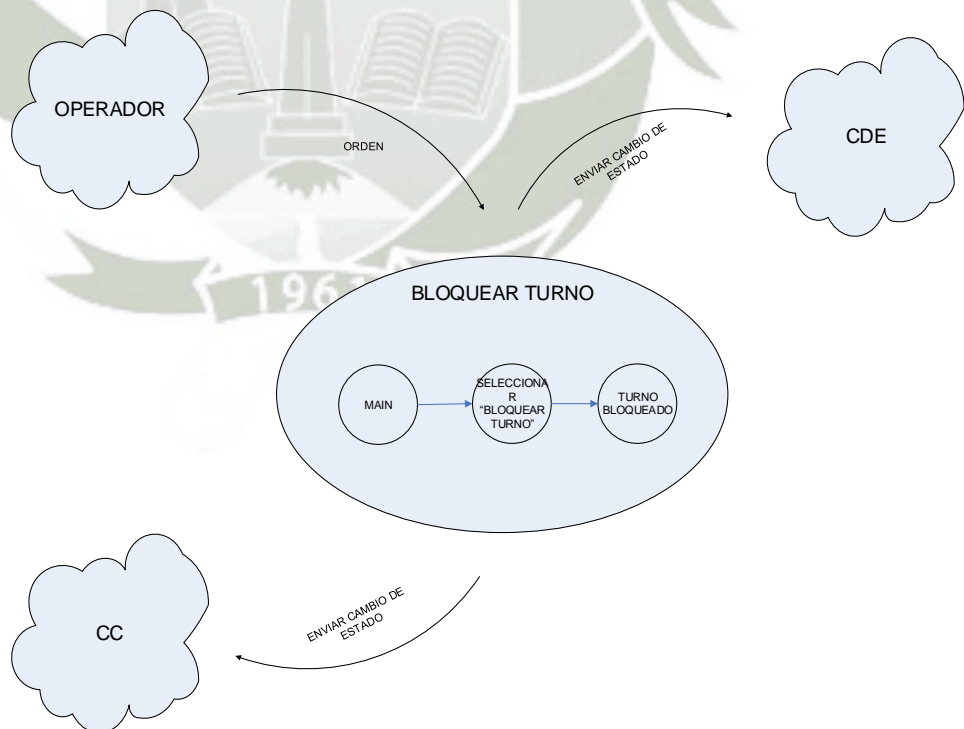 OPERADOR
CDE
ORDEN
ENVIAR CAMBIO DE
ESTADO
1961
BLOQUEAR TURNO
MAIN
SELECCIONA
R
“BLOQUEAR
TURNO”
TURNO
BLOQUEADO
CC
ENVIAR CAMBIO DE
ESTADO